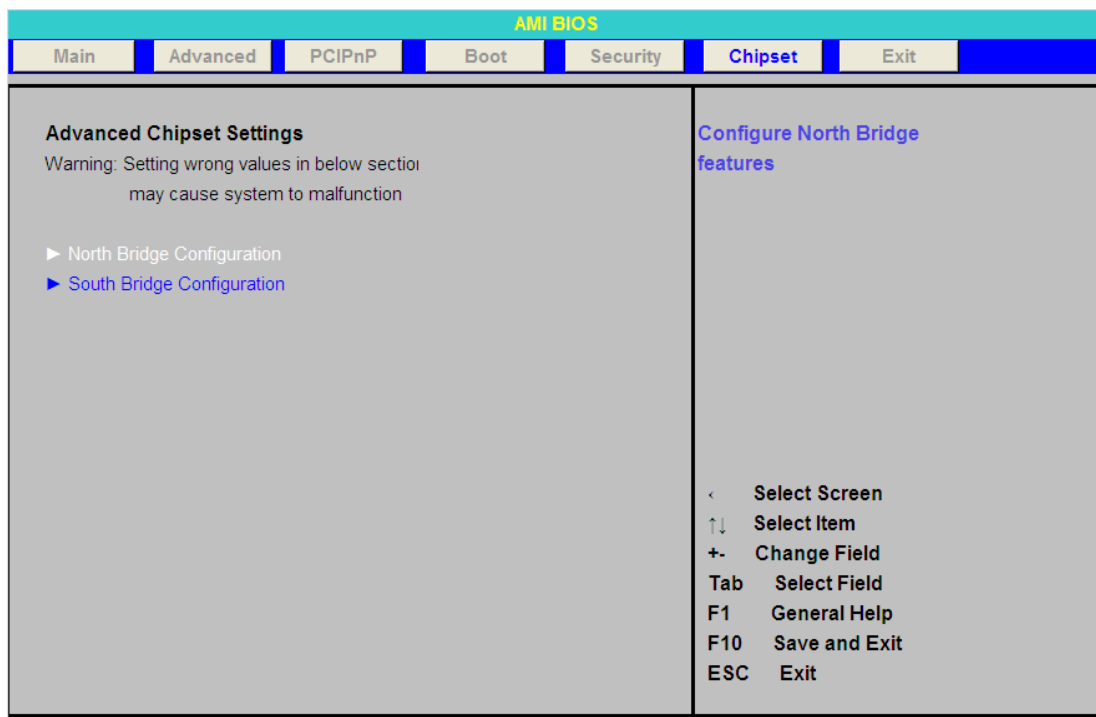 AMI BIOS
Main Advanced PCIPnP Boot Security Chipset Exit
Advanced Chipset Settings
Warning: Setting wrong values in below section
may cause system to malfunction
► North Bridge Configuration
► South Bridge Configuration
Configure North Bridge
features
‹ Select Screen
↑↓ Select Item
+- Change Field
Tab Select Field
F1 General Help
F10 Save and Exit
ESC Exit